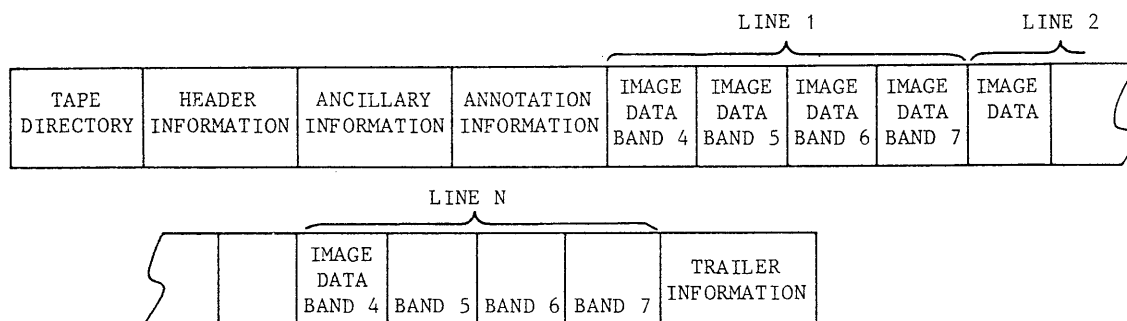 LINE 1
LINE 2
TAPE DIRECTORY
HEADER INFORMATION
ANCILLARY INFORMATION
ANNOTATION INFORMATION
IMAGE DATA BAND 4
IMAGE DATA BAND 5
IMAGE DATA BAND 6
IMAGE DATA BAND 7
IMAGE DATA
LINE N
IMAGE DATA BAND 4
BAND 5
BAND 6
BAND 7
TRAILER INFORMATION